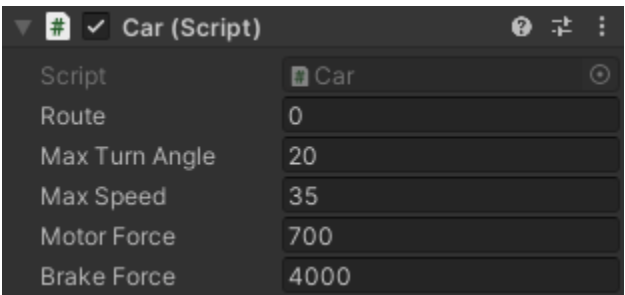 # Car (Script)
Script # Car
Route 0
Max Turn Angle 20
Max Speed 35
Motor Force 700
Brake Force 4000